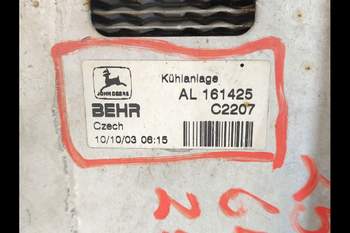 JOHN DEERE
Kühlanlage
AL 161425
BEHR
C2207
Czech
10/10/03 06:15